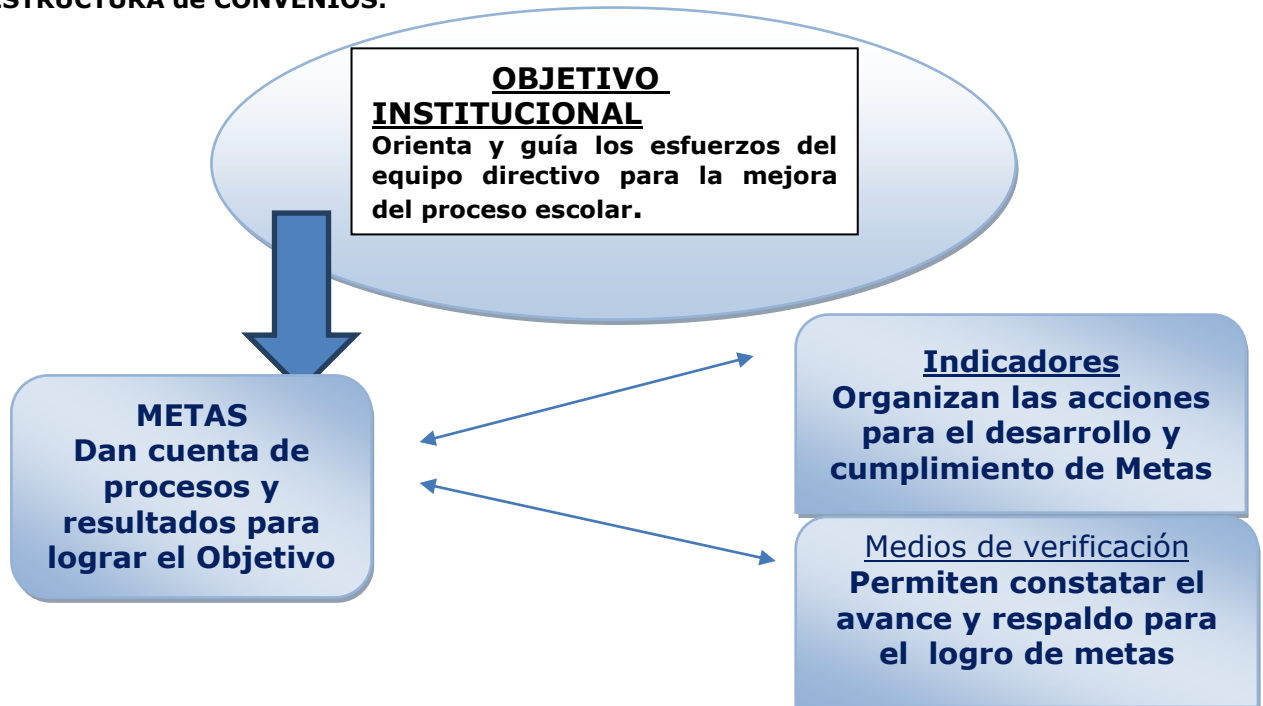 ESTRUCTURA de CONVENIOS.
OBJETIVO
INSTITUCIONAL
Orienta y guía los esfuerzos del
equipo directivo para la mejora
del proceso escolar.
METAS
Dan cuenta de
procesos y
resultados para
lograr el Objetivo
Indicadores
Organizan las acciones
para el desarrollo y
cumplimiento de Metas
Medios de verificación
Permiten constatar el
avance y respaldo para
el logro de metas